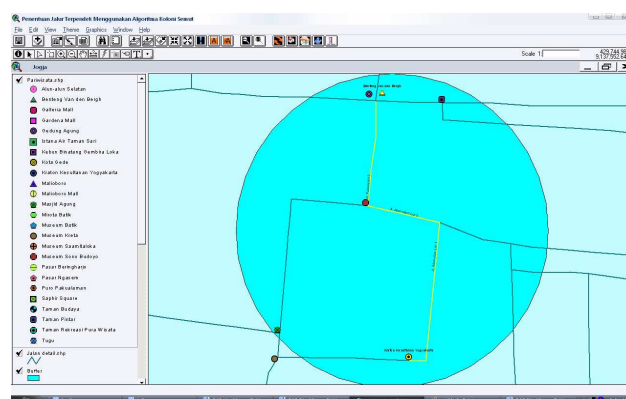 Penentuan Jalur Terpendek Menggunakan Algoritma Koloni Semut
File Edit View Theme Graphics Window Help
Scale 1:
Jogja
Pariwisata.shp
Alun-alun Selatan
Benteng Van den Bergh
Galleria Mall
Gardena Mall
Gedung Agung
Istana Air Taman Sari
Kebun Binatang Gembira Loka
Kota Gede
Kraton Kesultanan Yogyakarta
Malioboro
Malioboro Mall
Masjid Agung
Mirota Batik
Museum Batik
Museum Kreta
Museum Sasmitaloka
Museum Sono Budoyo
Pasar Beringharjo
Pasar Ngasem
Puro Pakualaman
Saphir Square
Taman Budaya
Taman Pintar
Taman Rekreasi Pura Wisata
Tugu
Jalan detail.shp
Buffer
Benteng Van den Bergh
Kraton Kesultanan Yogyakarta